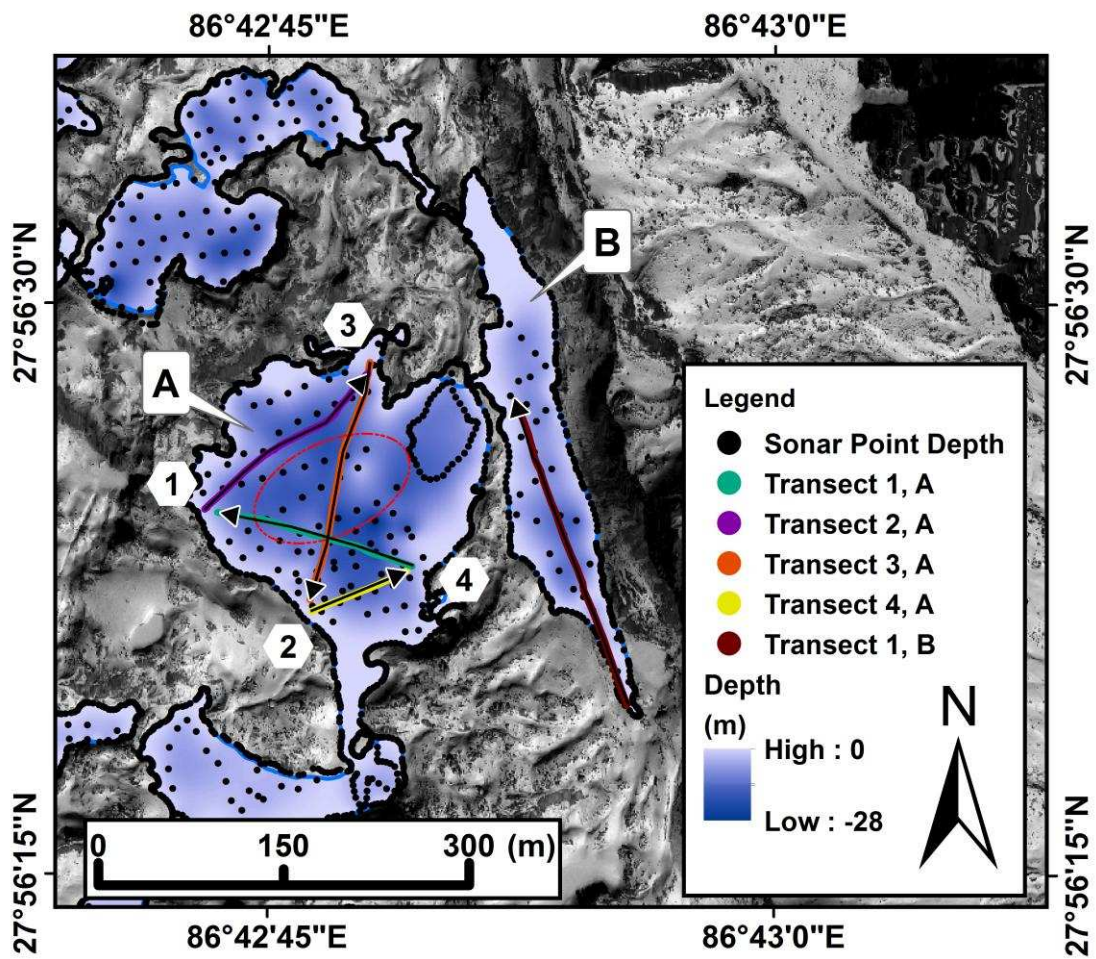 86°42'45"E
86°43'0"E
27°56'30"N
27°56'30"N
B
3
A
1
4
2
Legend
Sonar Point Depth
Transect 1, A
Transect 2, A
Transect 3, A
Transect 4, A
Transect 1, B
Depth
(m)
High : 0
Low : -28
N
0 150 300 (m)
27°56'15"N
27°56'15"N
86°42'45"E
86°43'0"E